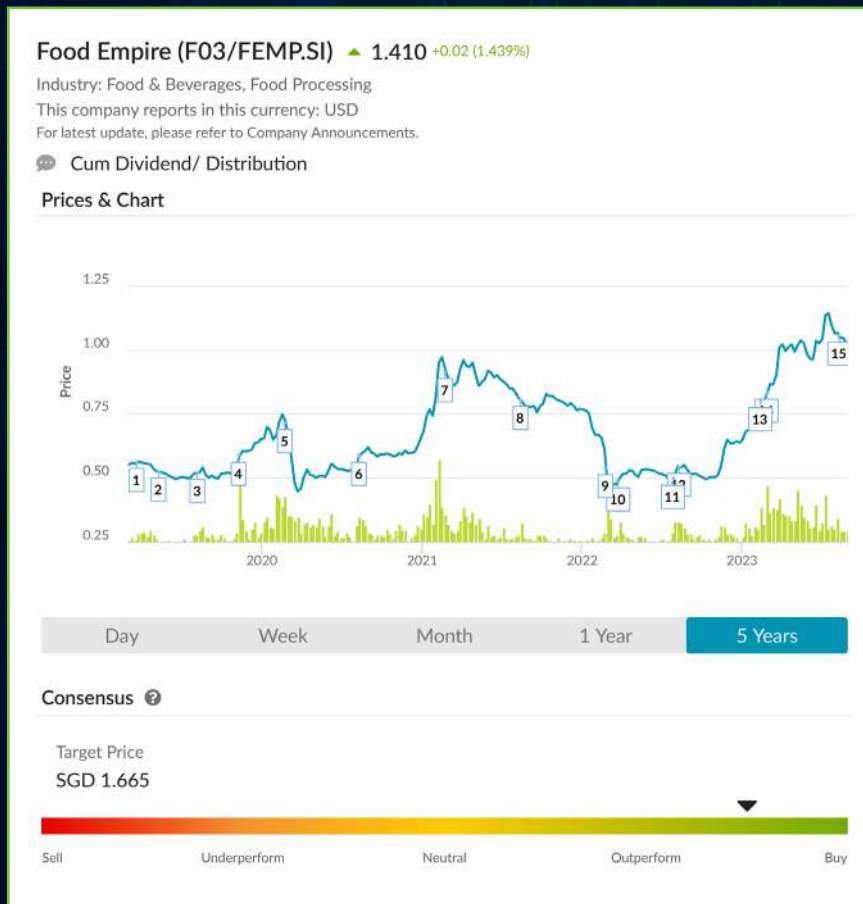 Food Empire (F03/FEMP.SI) 1.410 +0.02 (1.439%)
Industry: Food & Beverages, Food Processing
This company reports in this currency: USD
For latest update, please refer to Company Announcements.
Cum Dividend/ Distribution
Prices & Chart
1.25
1.00
0.75
0.50
0.25
Price
1
2
3
4
5
6
7
8
9
10
11
12
13
15
2020
2021
2022
2023
Day Week Month 1 Year 5 Years
Consensus ?
Target Price
SGD 1.665
Sell Underperform Neutral Outperform Buy